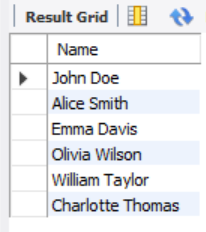 Result Grid
Name
John Doe
Alice Smith
Emma Davis
Olivia Wilson
William Taylor
Charlotte Thomas